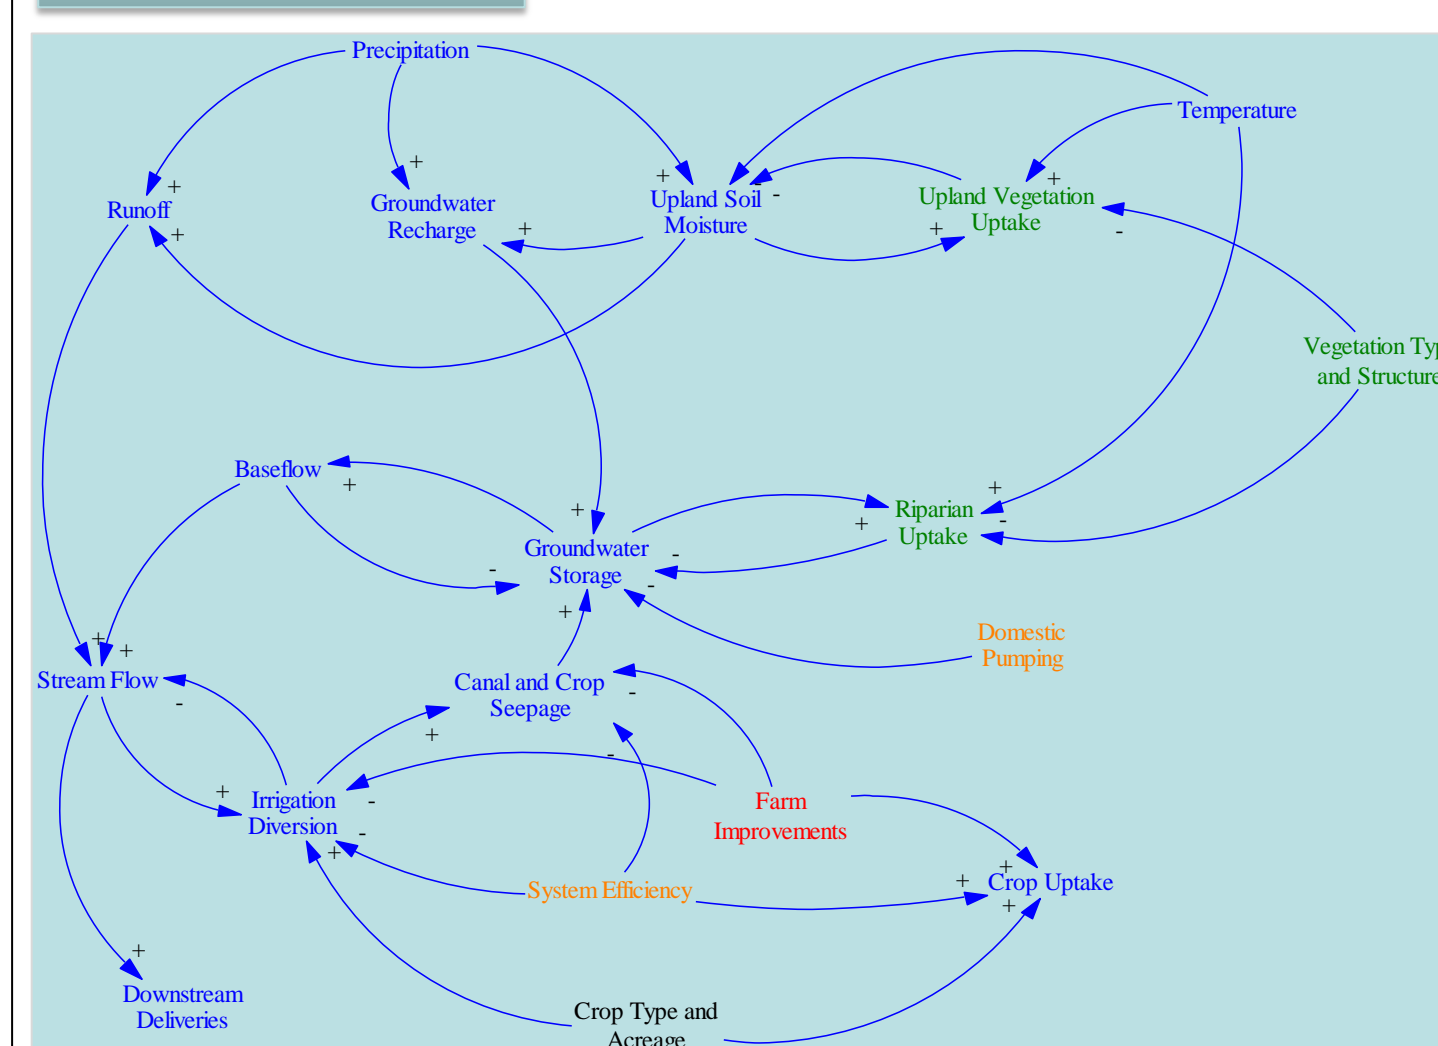 Precipitation
Temperature
+
+
+
+
-
-
Runoff
Groundwater
Recharge
Upland Soil
Moisture
Upland Vegetation
Uptake
+
+
+
-
Vegetation Typ
and Structure
Baseflow
+
+
+
Riparian
Uptake
-
+
Groundwater
Storage
-
-
-
+
Domestic
Pumping
+
+
Stream Flow
-
Canal and Crop
Seepage
-
+
-
+
Irrigation
Diversion
-
-
+
Farm
Improvements
System Efficiency
+
+
Crop Uptake
+
+
Downstream
Deliveries
Crop Type and
Acreage